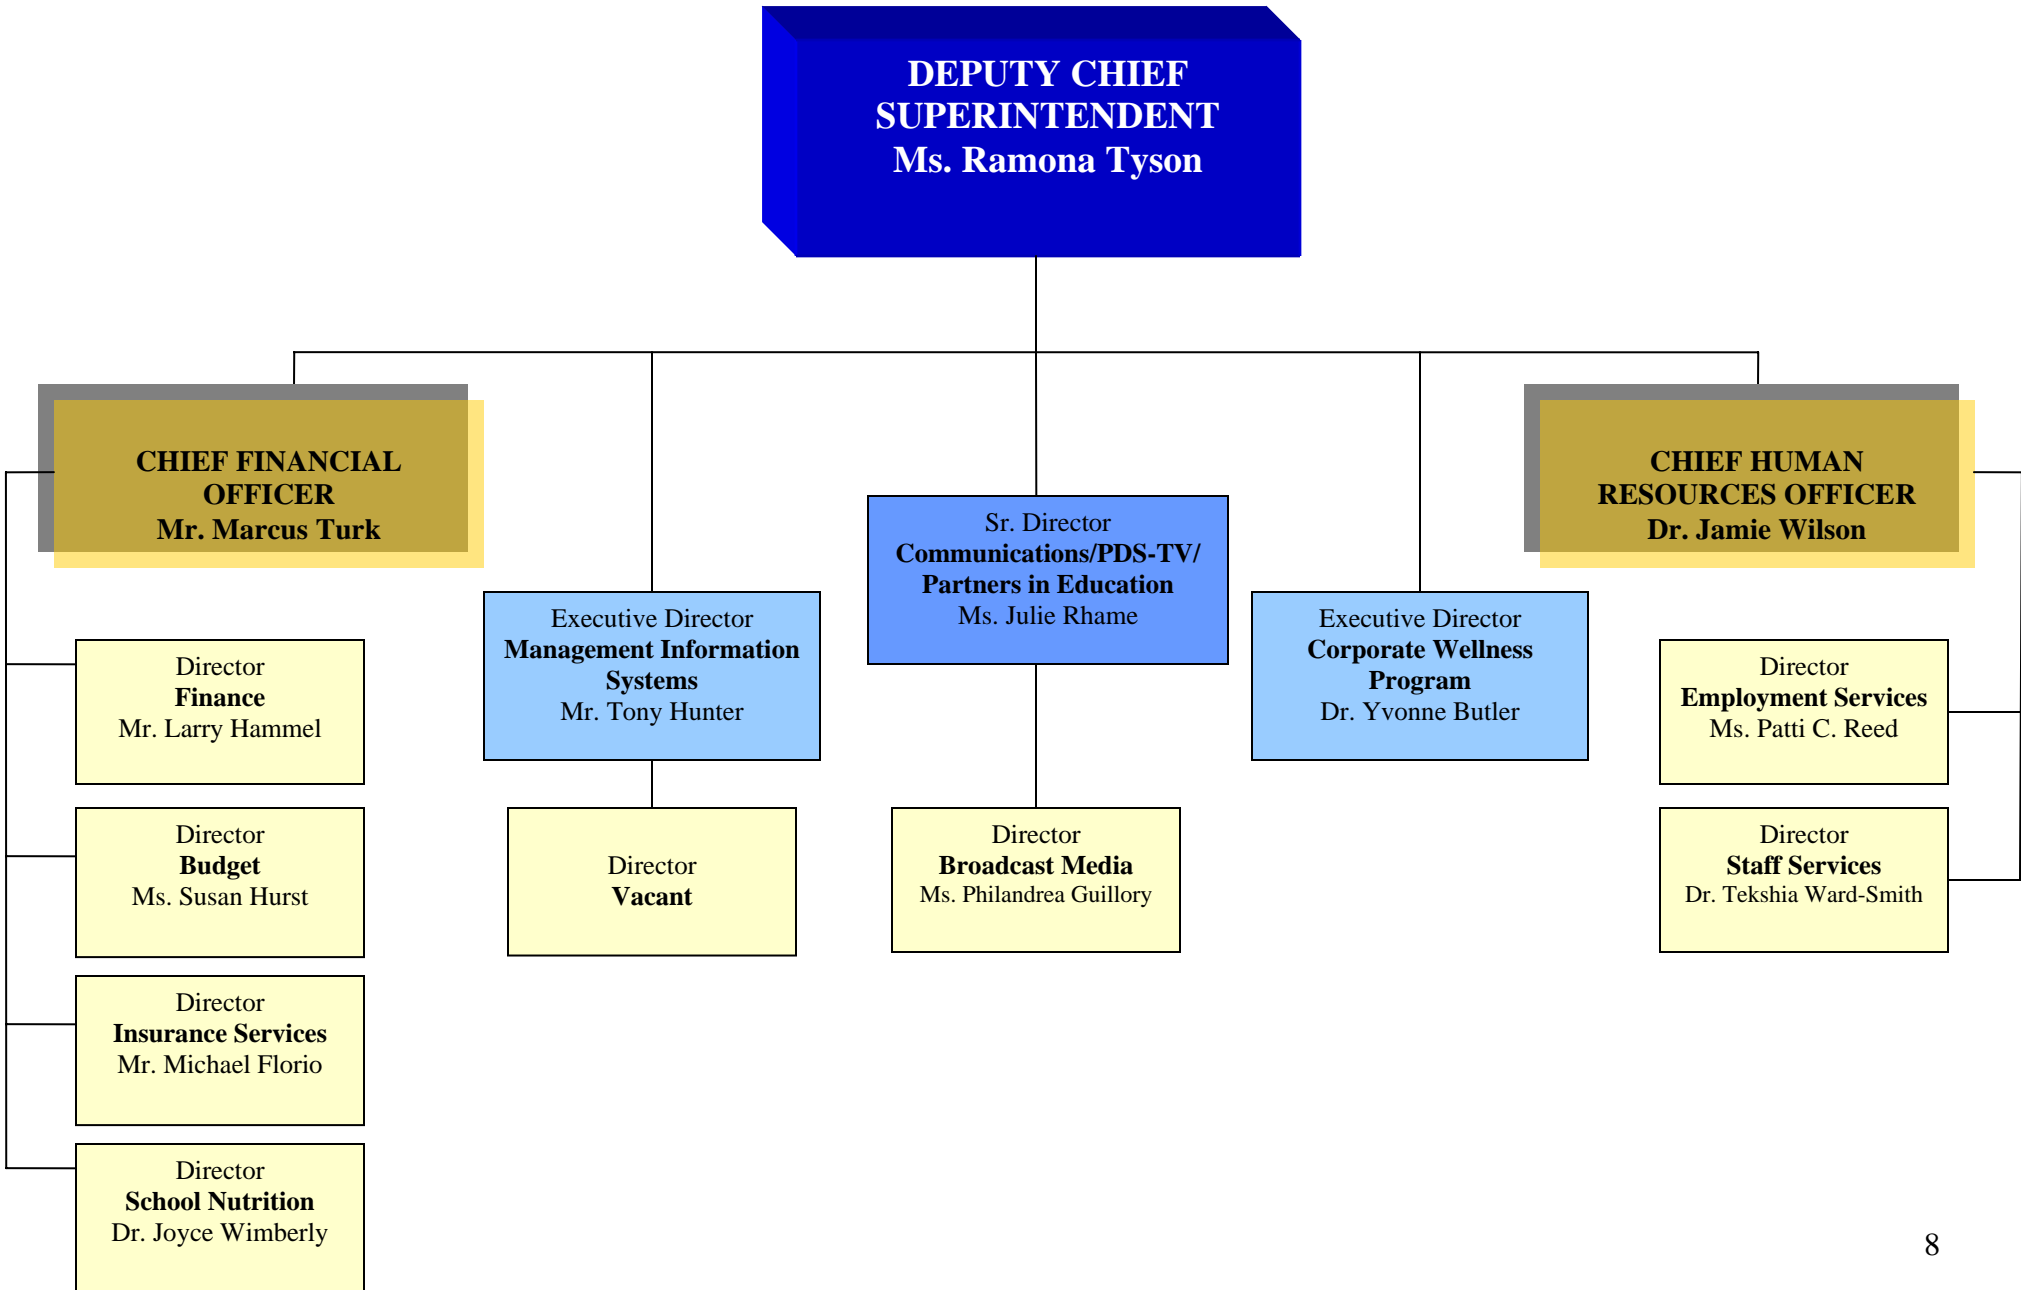 DEPUTY CHIEF
SUPERINTENDENT
Ms. Ramona Tyson
CHIEF FINANCIAL
OFFICER
Mr. Marcus Turk
CHIEF HUMAN
RESOURCES OFFICER
Dr. Jamie Wilson
Sr. Director
Communications/PDS-TV/
Partners in Education
Ms. Julie Rhame
Executive Director
Management Information
Systems
Mr. Tony Hunter
Executive Director
Corporate Wellness
Program
Dr. Yvonne Butler
Director
Finance
Mr. Larry Hammel
Director
Employment Services
Ms. Patti C. Reed
Director
Budget
Ms. Susan Hurst
Director
Vacant
Director
Broadcast Media
Ms. Philandrea Guillory
Director
Staff Services
Dr. Tekshia Ward-Smith
Director
Insurance Services
Mr. Michael Florio
Director
School Nutrition
Dr. Joyce Wimberly
8